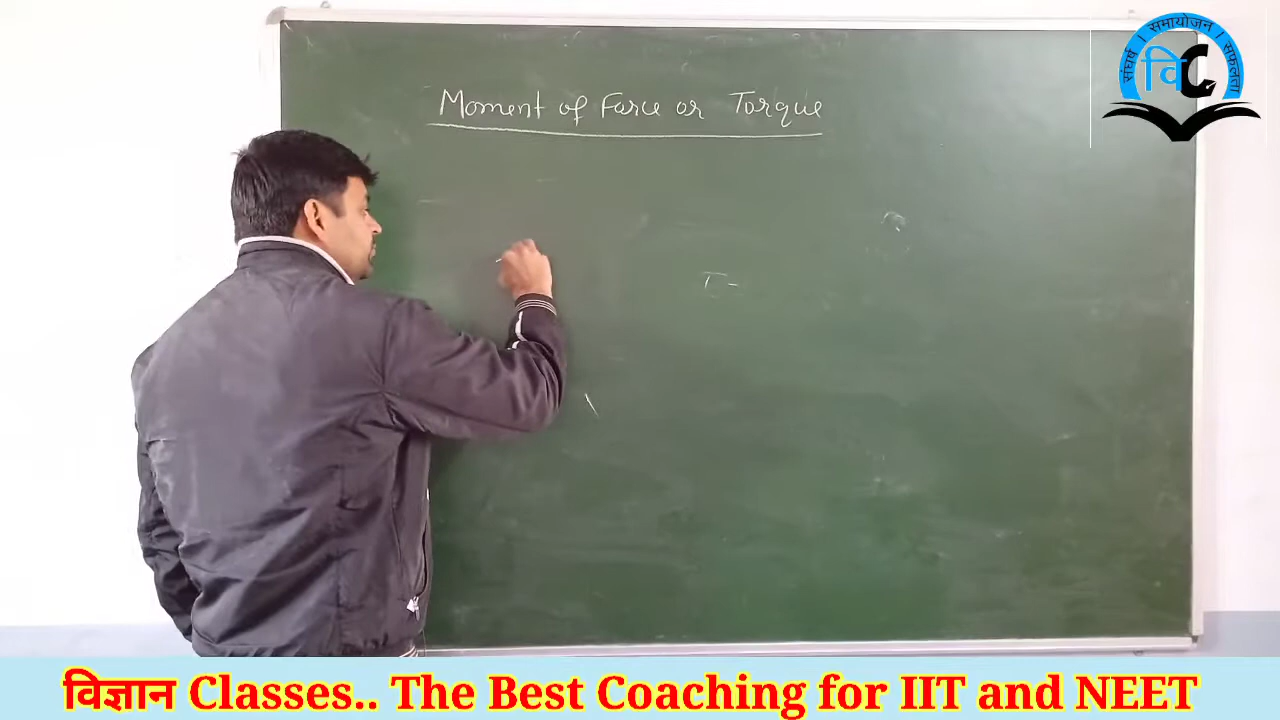 संघर्ष । समायोजन । सफलता
वि C
Moment of Force or Torque
τ =
विज्ञान Classes.. The Best Coaching for IIT and NEET